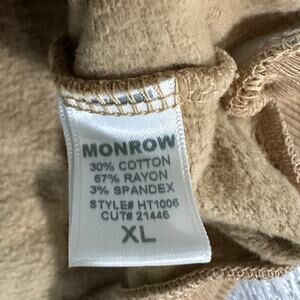 MONROW
30% COTTON
67% RAYON
3% SPANDEX
STYLE# HT1006
CUT# 21446
XL